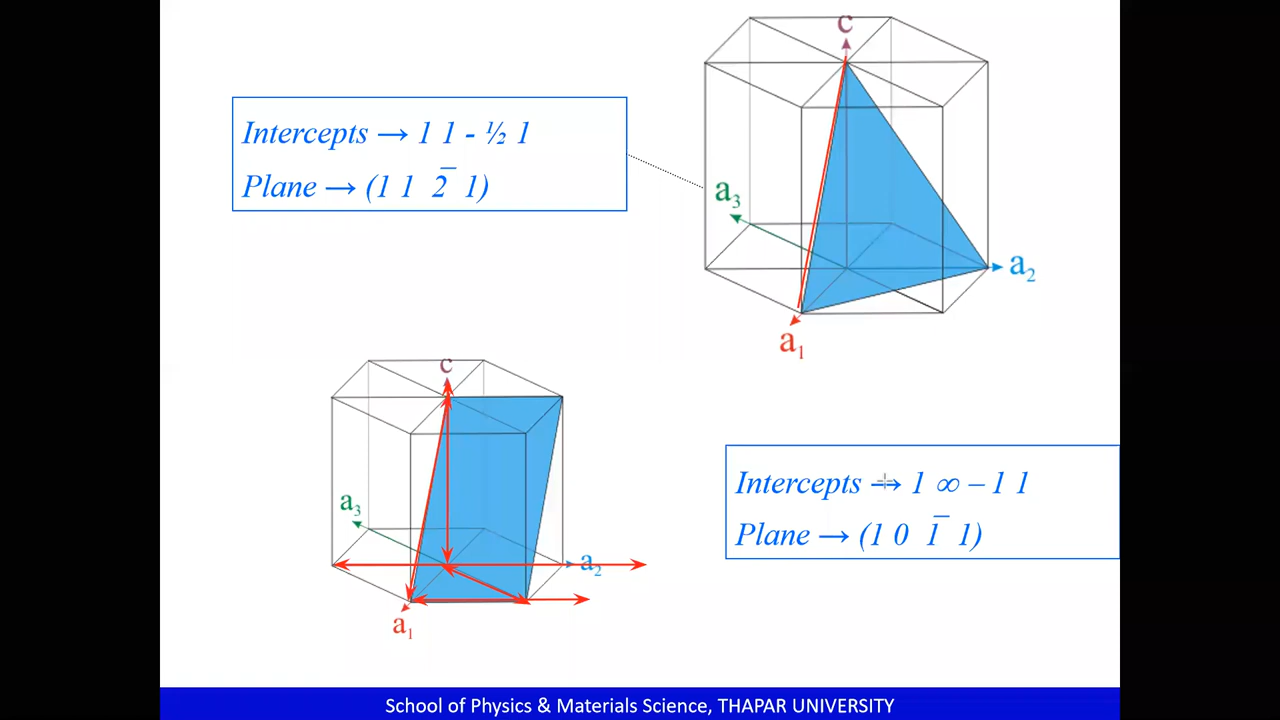 c
Intercepts → 1 1 - ½ 1
Plane → (1 1 2̅ 1)
a₃
a₂
a₁
c
a₃
a₂
a₁
Intercepts → 1 ∞ – 1 1
Plane → (1 0 1̅ 1)
School of Physics & Materials Science, THAPAR UNIVERSITY